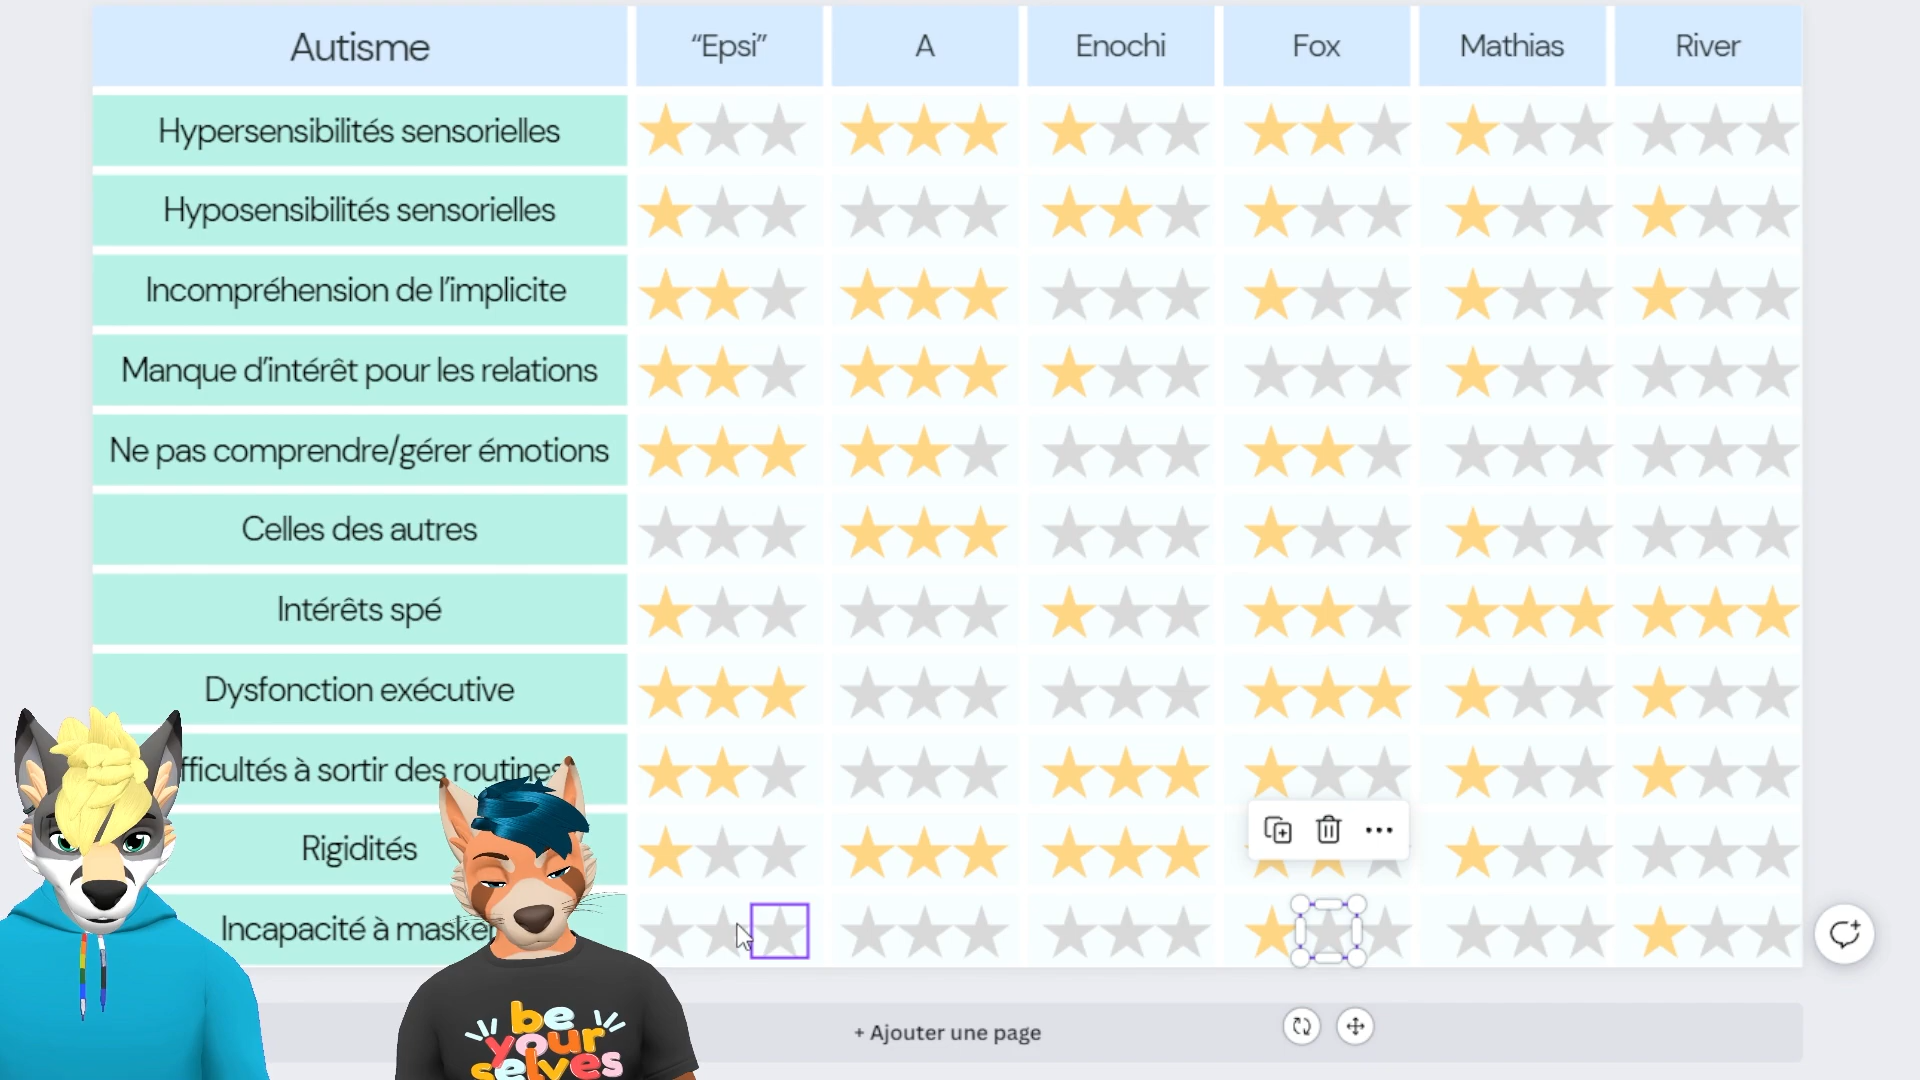 Autisme “Epsi” A Enochi Fox Mathias River
Hypersensibilités sensorielles
Hyposensibilités sensorielles
Incompréhension de l’implicite
Manque d’intérêt pour les relations
Ne pas comprendre/gérer émotions
Celles des autres
Intérêts spé
Dysfonction exécutive
fficultés à sortir des routines
Rigidités
Incapacité à masker
be
your
selves
+ Ajouter une page